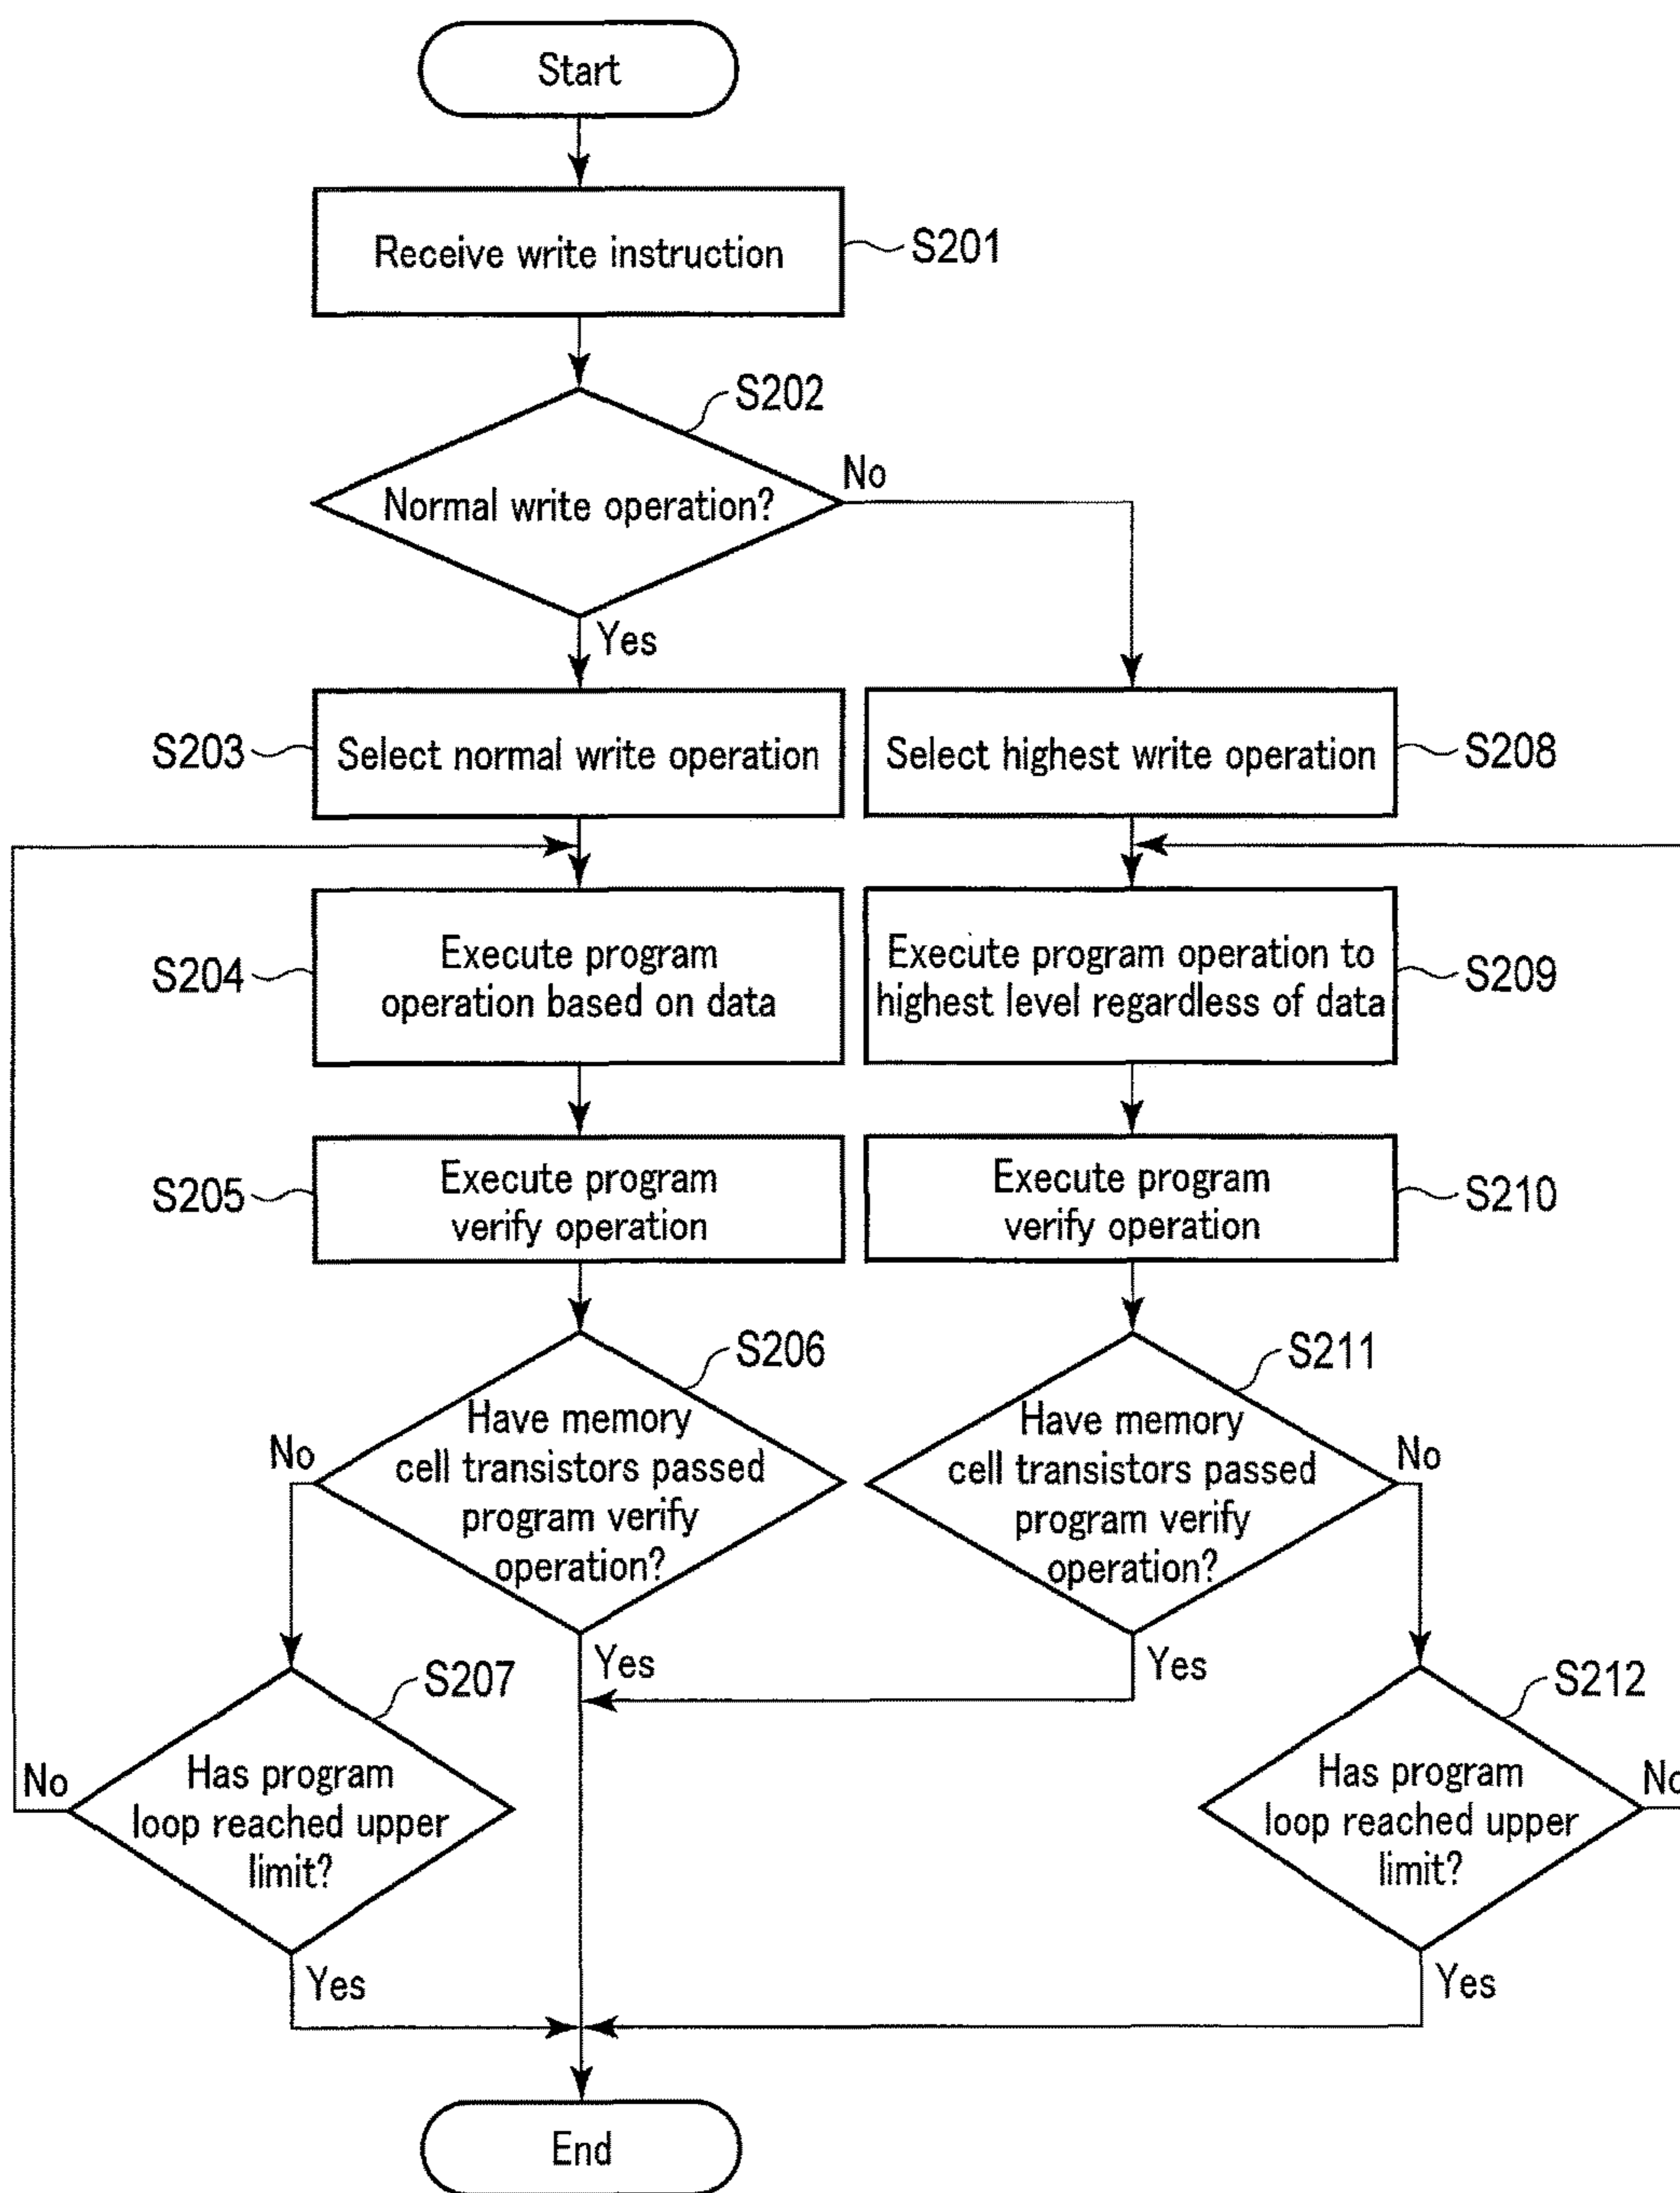 Start
Receive write instruction
S201
S202
Normal write operation?
No
Yes
S203
Select normal write operation
Select highest write operation
S208
S204
Execute program
operation based on data
Execute program operation to
highest level regardless of data
S209
S205
Execute program
verify operation
Execute program
verify operation
S210
S206
Have memory
cell transistors passed
program verify
operation?
No
Yes
S211
Have memory
cell transistors passed
program verify
operation?
No
Yes
S207
Has program
loop reached upper
limit?
No
Yes
S212
Has program
loop reached upper
limit?
No
Yes
End